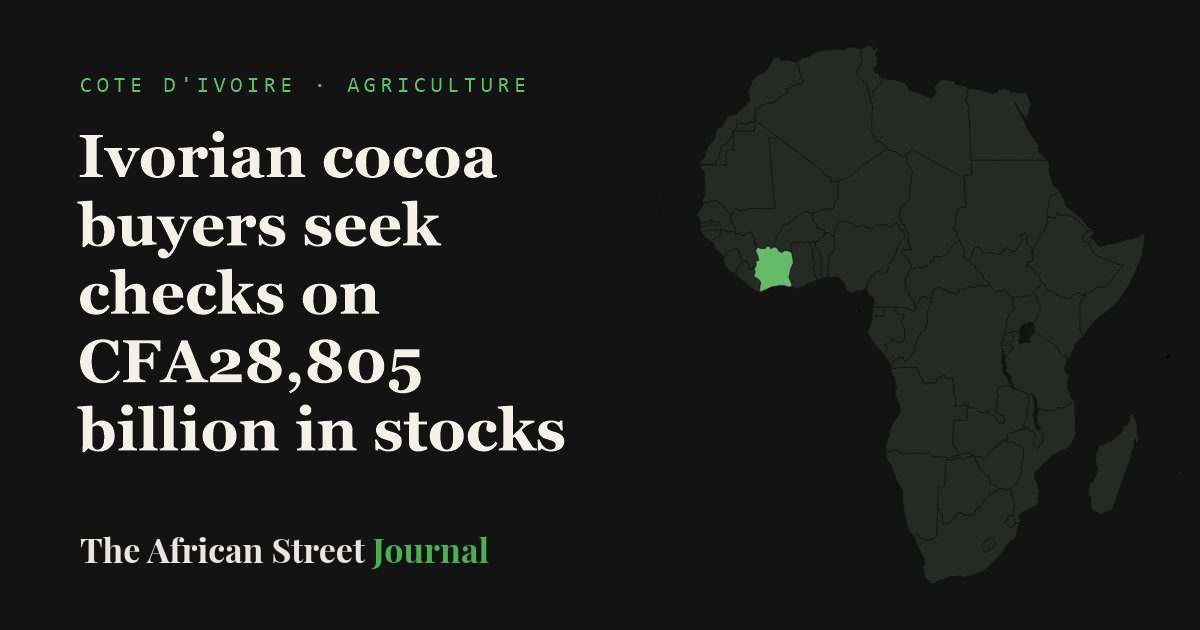 COTE D'IVOIRE · AGRICULTURE
Ivorian cocoa
buyers seek
checks on
CFA28,805
billion in stocks
The African Street Journal